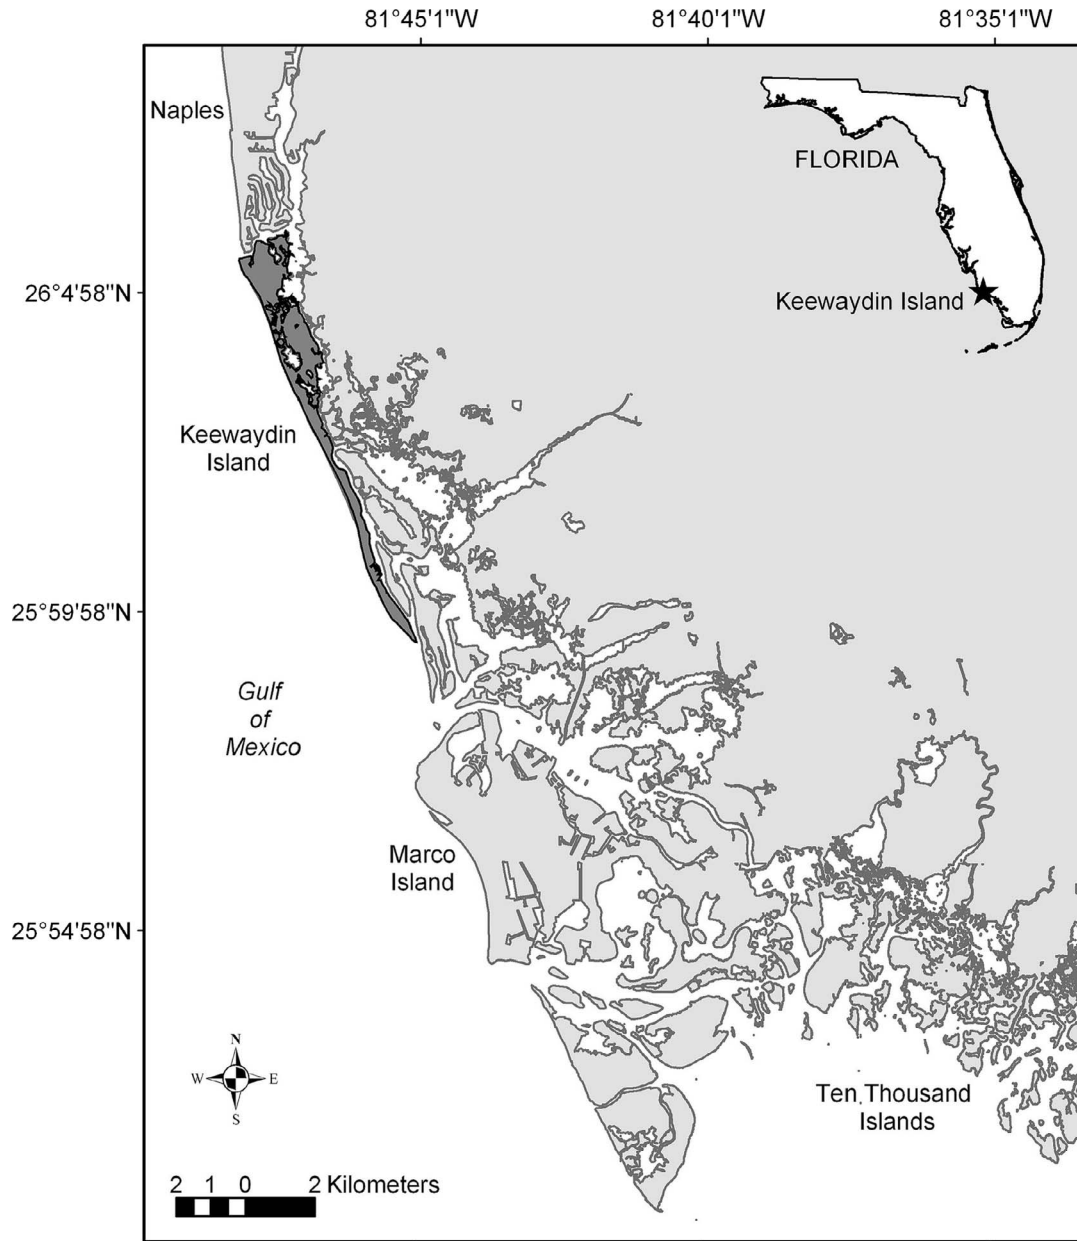 81°45'1"W
81°40'1"W
81°35'1"W
Naples
FLORIDA
26°4'58"N
Keewaydin Island
Keewaydin
Island
25°59'58"N
Gulf
of
Mexico
Marco
Island
25°54'58"N
N
W
E
S
Ten Thousand
Islands
2 1 0 2 Kilometers